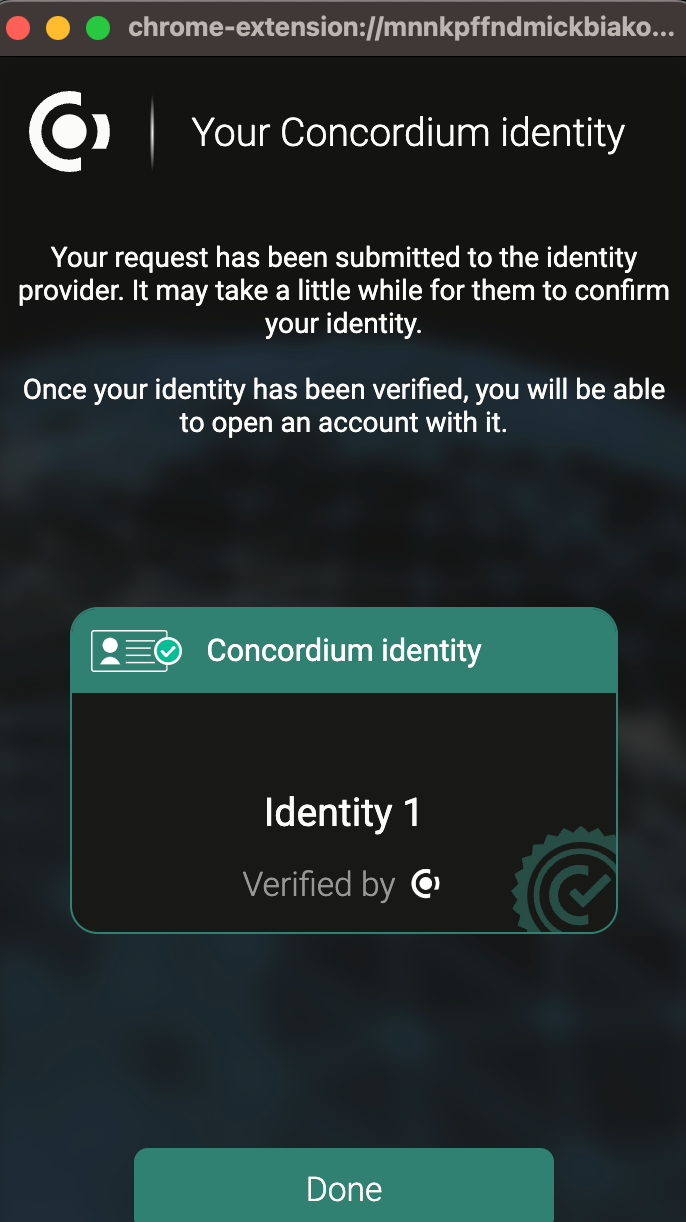 chrome-extension://mnnkpffndmickbiako...
Your Concordium identity
Your request has been submitted to the identity
provider. It may take a little while for them to confirm
your identity.
Once your identity has been verified, you will be able
to open an account with it.
Concordium identity
Identity 1
Verified by
Done